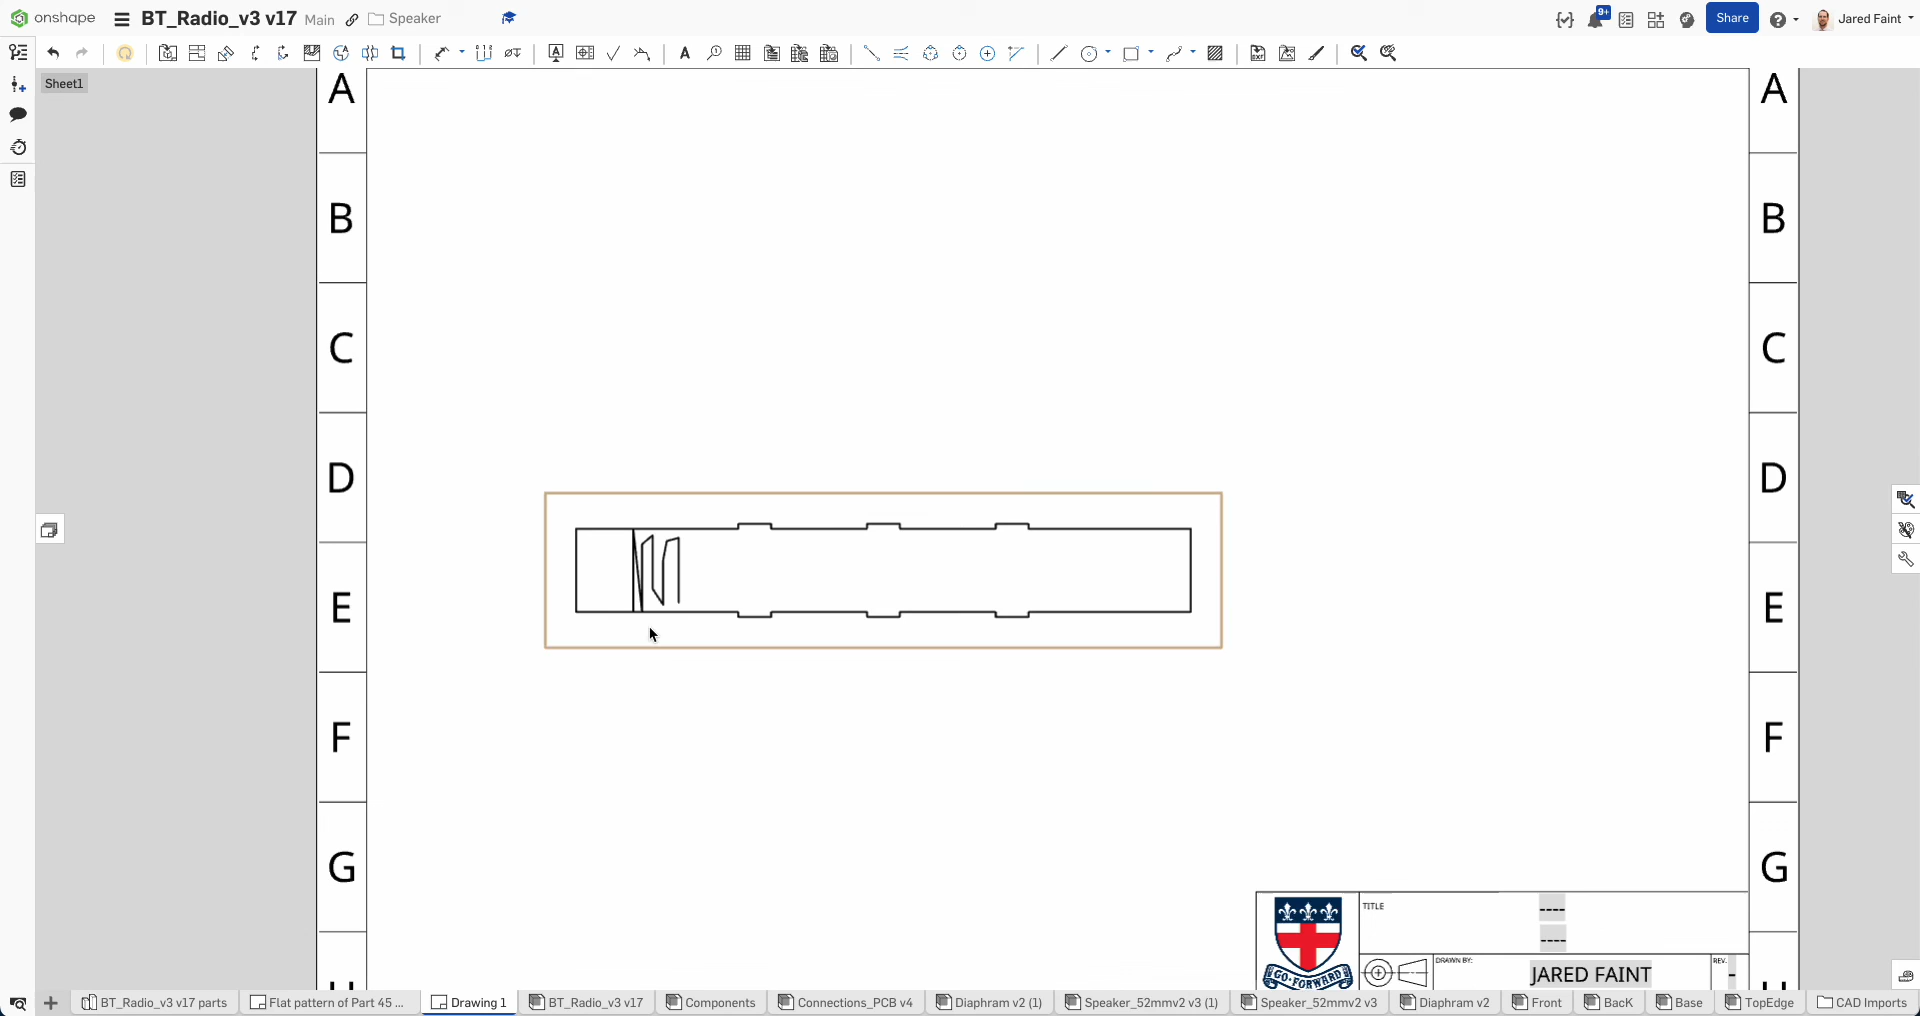 onshape
BT_Radio_v3 v17 Main Speaker
9+
Share
Jared Faint
Sheet1
A A
B B
C C
D D
E E
F F
G G
TITLE ----
----
GO·FORWARD
DRAWN BY: JARED FAINT REV. -
BT_Radio_v3 v17 parts
Flat pattern of Part 45 ...
Drawing 1
BT_Radio_v3 v17
Components
Connections_PCB v4
Diaphram v2 (1)
Speaker_52mmv2 v3 (1)
Speaker_52mmv2 v3
Diaphram v2
Front
BacK
Base
TopEdge
CAD Imports